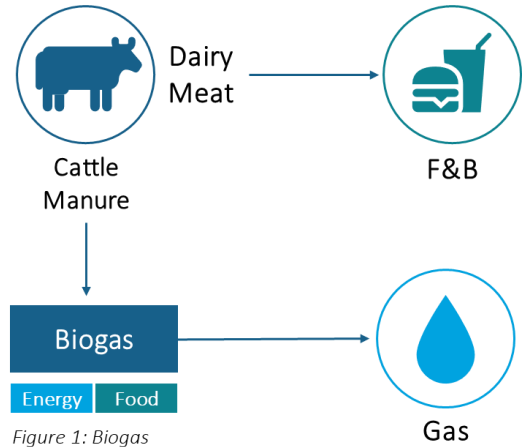 Dairy
Meat
F&B
Cattle
Manure
Biogas
Energy Food
Gas
Figure 1: Biogas